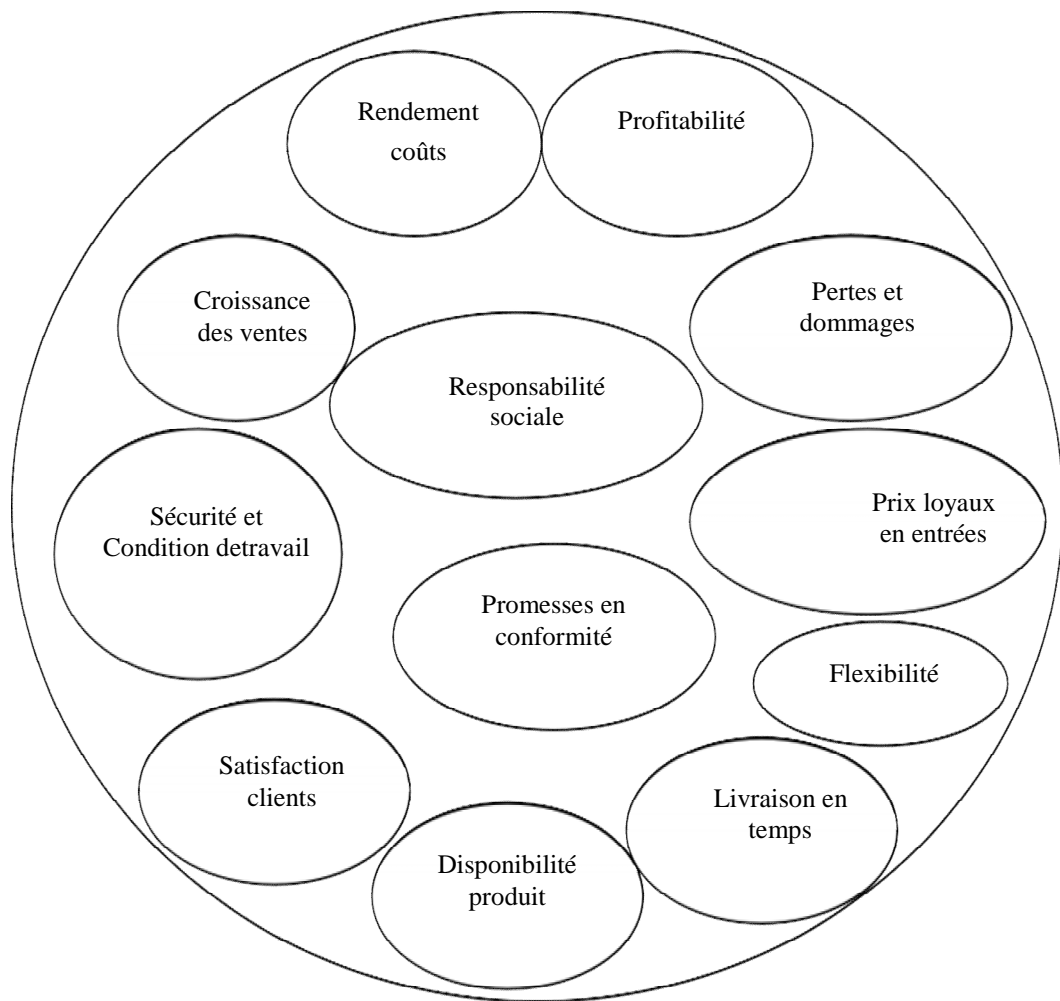 Rendement
coûts
Profitabilité
Croissance
des ventes
Pertes et
dommages
Responsabilité
sociale
Sécurité et
Condition detravail
Prix loyaux
en entrées
Promesses en
conformité
Flexibilité
Satisfaction
clients
Livraison en
temps
Disponibilité
produit